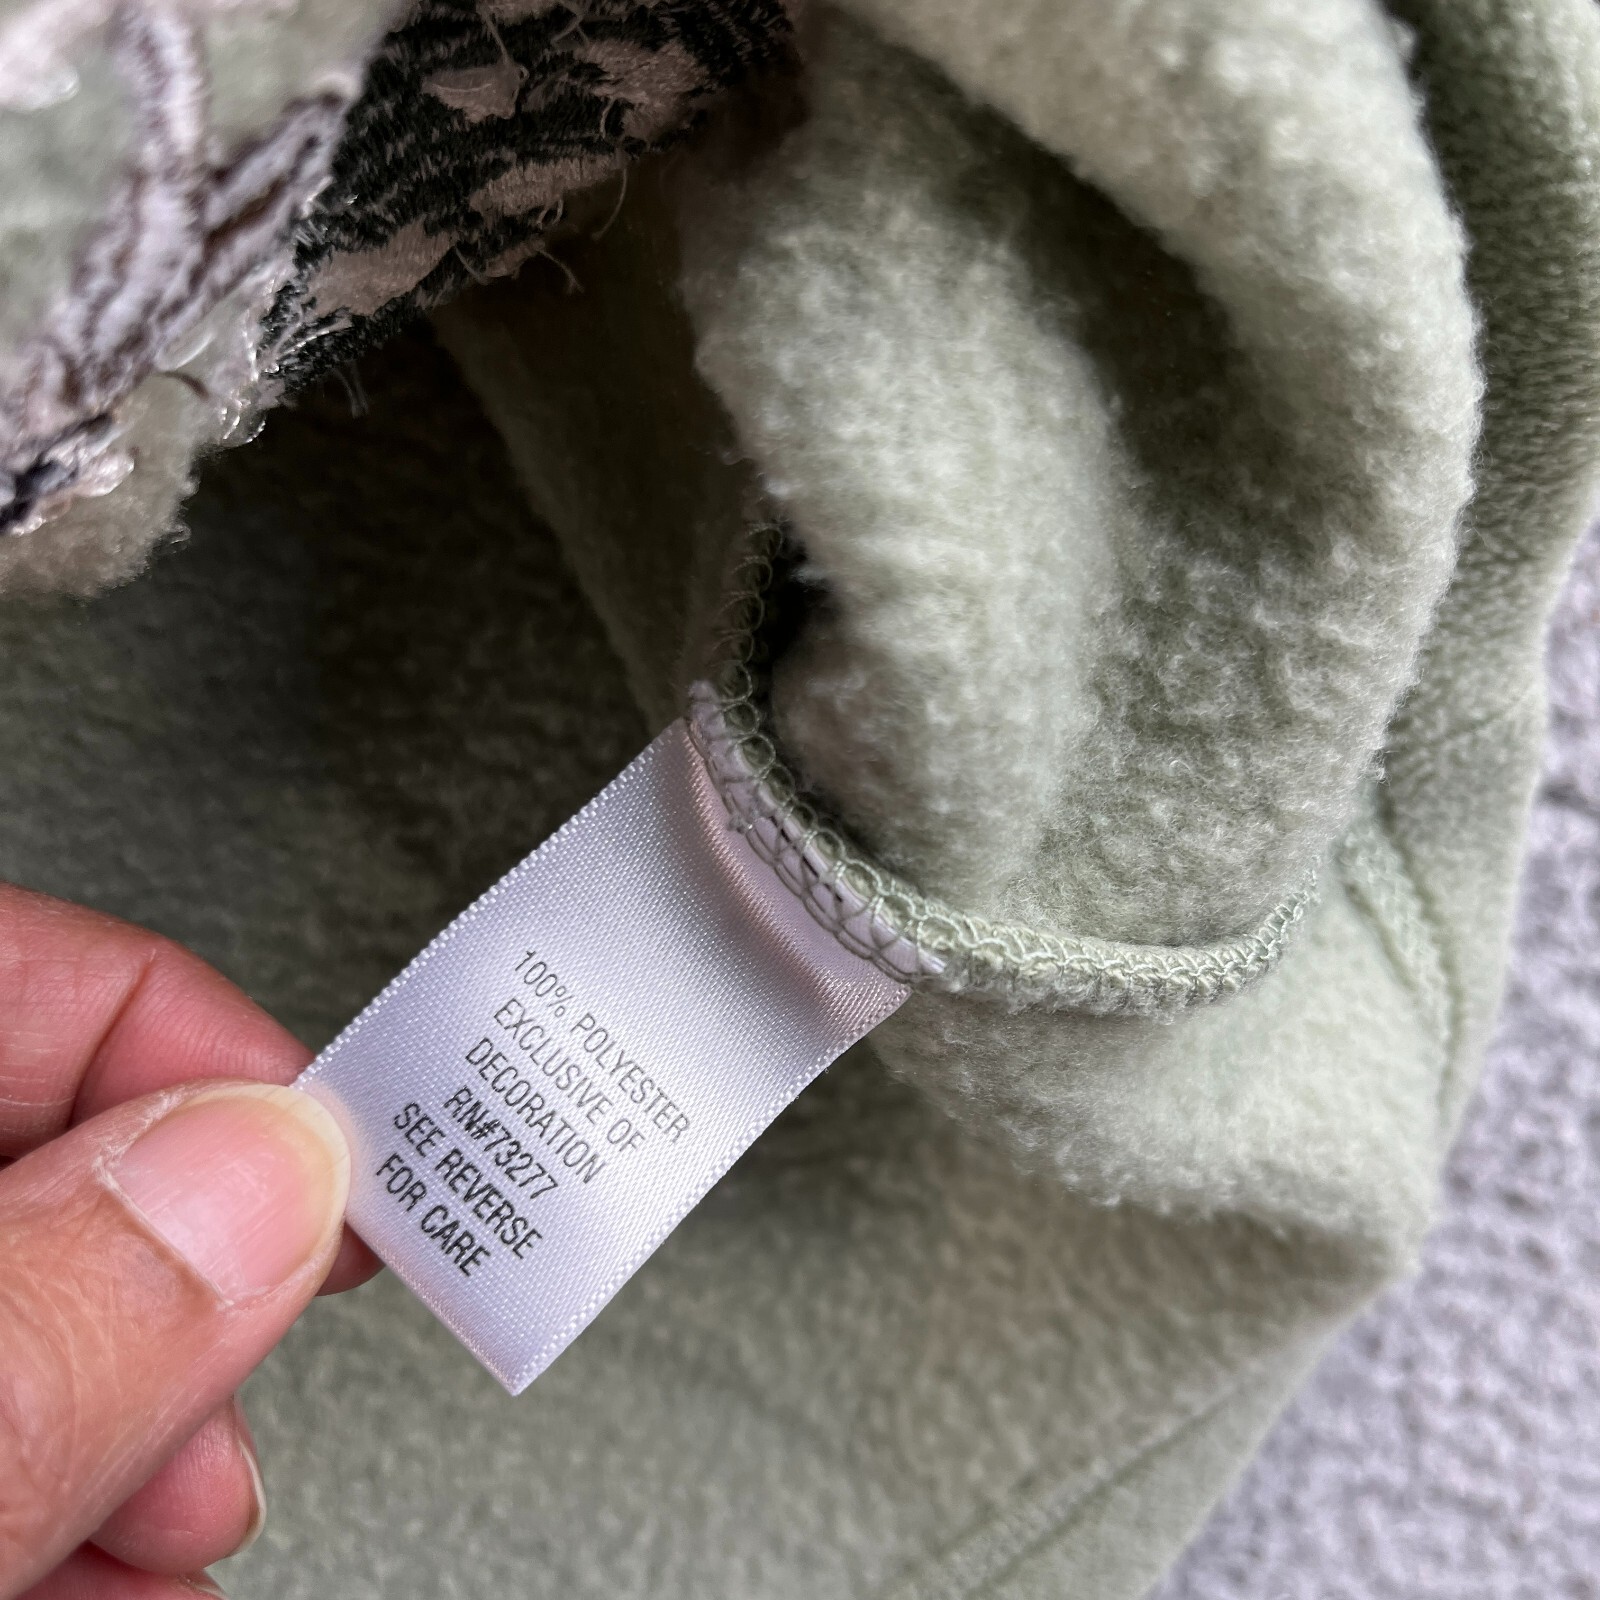 100% POLYESTER
EXCLUSIVE OF
DECORATION
RN#73277
SEE REVERSE
FOR CARE